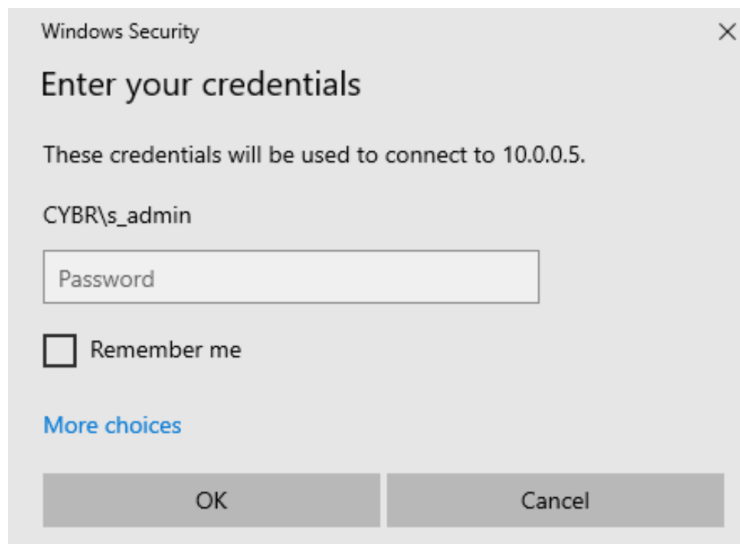 Windows Security
Enter your credentials
These credentials will be used to connect to 10.0.0.5.
CYBR\s_admin
Password
Remember me
More choices
OK
Cancel